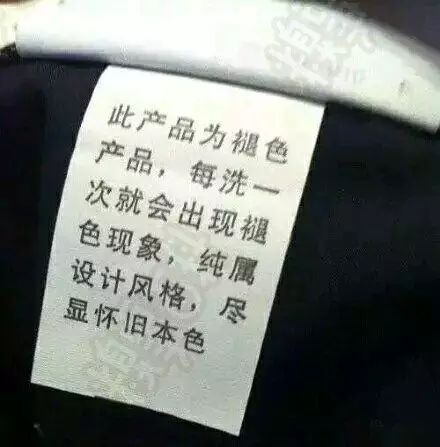 此产品为褪色
产品，每洗一
次就会出现褪
色现象，纯属
设计风格，尽
显怀旧本色